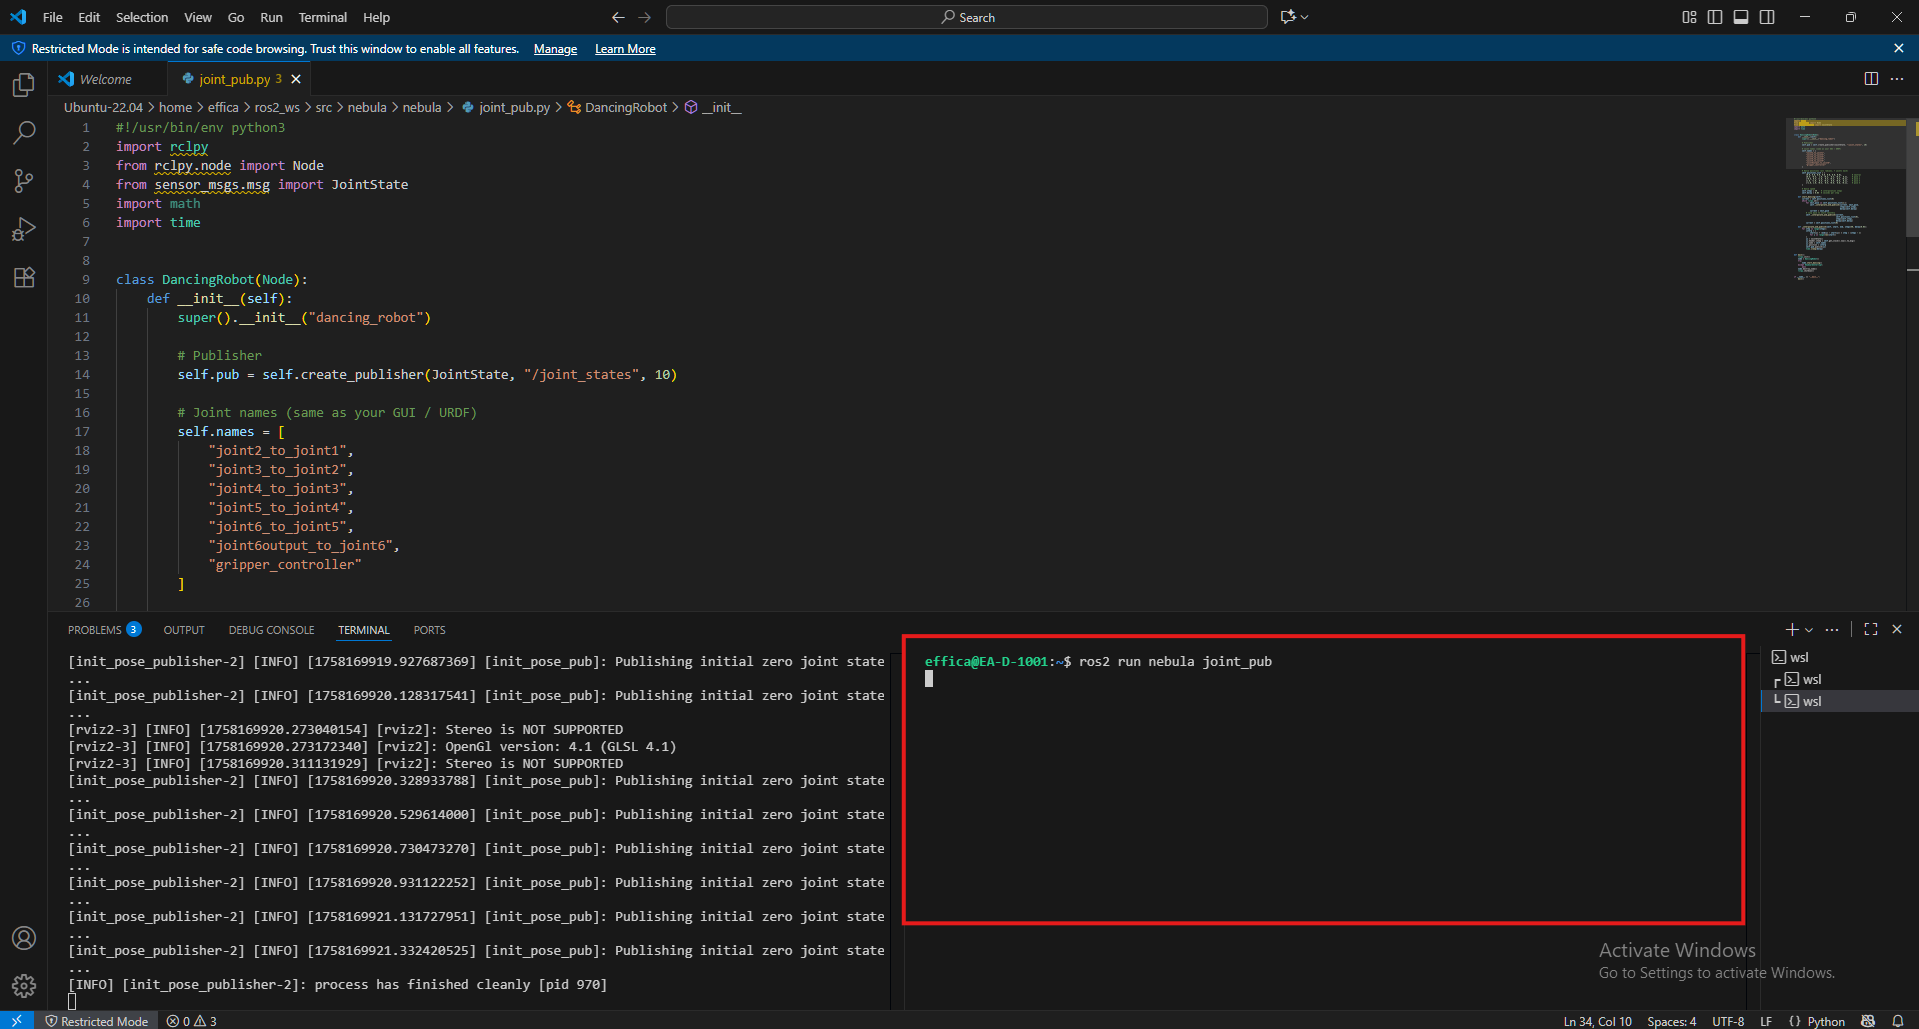 File Edit Selection View Go Run Terminal Help
Search
Restricted Mode is intended for safe code browsing. Trust this window to enable all features. Manage Learn More
Welcome
joint_pub.py 3
Ubuntu-22.04 > home > effica > ros2_ws > src > nebula > nebula > joint_pub.py > DancingRobot > __init__
1 #!/usr/bin/env python3
2 import rclpy
3 from rclpy.node import Node
4 from sensor_msgs.msg import JointState
5 import math
6 import time
7
8
9 class DancingRobot(Node):
10 def __init__(self):
11 super().__init__("dancing_robot")
12
13 # Publisher
14 self.pub = self.create_publisher(JointState, "/joint_states", 10)
15
16 # Joint names (same as your GUI / URDF)
17 self.names = [
18 "joint2_to_joint1",
19 "joint3_to_joint2",
20 "joint4_to_joint3",
21 "joint5_to_joint4",
22 "joint6_to_joint5",
23 "joint6output_to_joint6",
24 "gripper_controller"
25 ]
26
PROBLEMS 3 OUTPUT DEBUG CONSOLE TERMINAL PORTS
[init_pose_publisher-2] [INFO] [1758169919.927687369] [init_pose_pub]: Publishing initial zero joint state
...
[init_pose_publisher-2] [INFO] [1758169920.128317541] [init_pose_pub]: Publishing initial zero joint state
...
[rviz2-3] [INFO] [1758169920.273040154] [rviz2]: Stereo is NOT SUPPORTED
[rviz2-3] [INFO] [1758169920.273172340] [rviz2]: OpenGl version: 4.1 (GLSL 4.1)
[rviz2-3] [INFO] [1758169920.311131929] [rviz2]: Stereo is NOT SUPPORTED
[init_pose_publisher-2] [INFO] [1758169920.328933788] [init_pose_pub]: Publishing initial zero joint state
...
[init_pose_publisher-2] [INFO] [1758169920.529614000] [init_pose_pub]: Publishing initial zero joint state
...
[init_pose_publisher-2] [INFO] [1758169920.730473270] [init_pose_pub]: Publishing initial zero joint state
...
[init_pose_publisher-2] [INFO] [1758169920.931122252] [init_pose_pub]: Publishing initial zero joint state
...
[init_pose_publisher-2] [INFO] [1758169921.131727951] [init_pose_pub]: Publishing initial zero joint state
...
[init_pose_publisher-2] [INFO] [1758169921.332420525] [init_pose_pub]: Publishing initial zero joint state
...
[INFO] [init_pose_publisher-2]: process has finished cleanly [pid 970]
effica@EA-D-1001:~$ ros2 run nebula joint_pub
wsl
wsl
wsl
Activate Windows
Go to Settings to activate Windows.
Restricted Mode 0 3
Ln 34, Col 10 Spaces: 4 UTF-8 LF {} Python